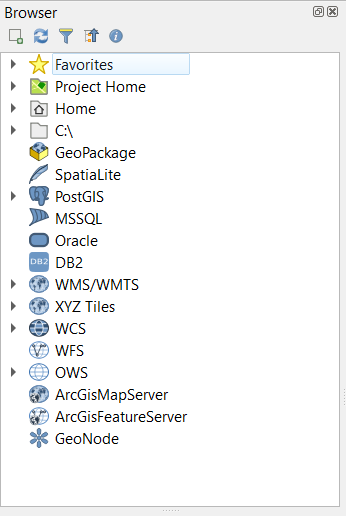 Browser
Favorites
Project Home
Home
C:\
GeoPackage
SpatiaLite
PostGIS
MSSQL
Oracle
DB2 DB2
WMS/WMTS
XYZ Tiles
WCS
WFS
OWS
ArcGisMapServer
ArcGisFeatureServer
GeoNode